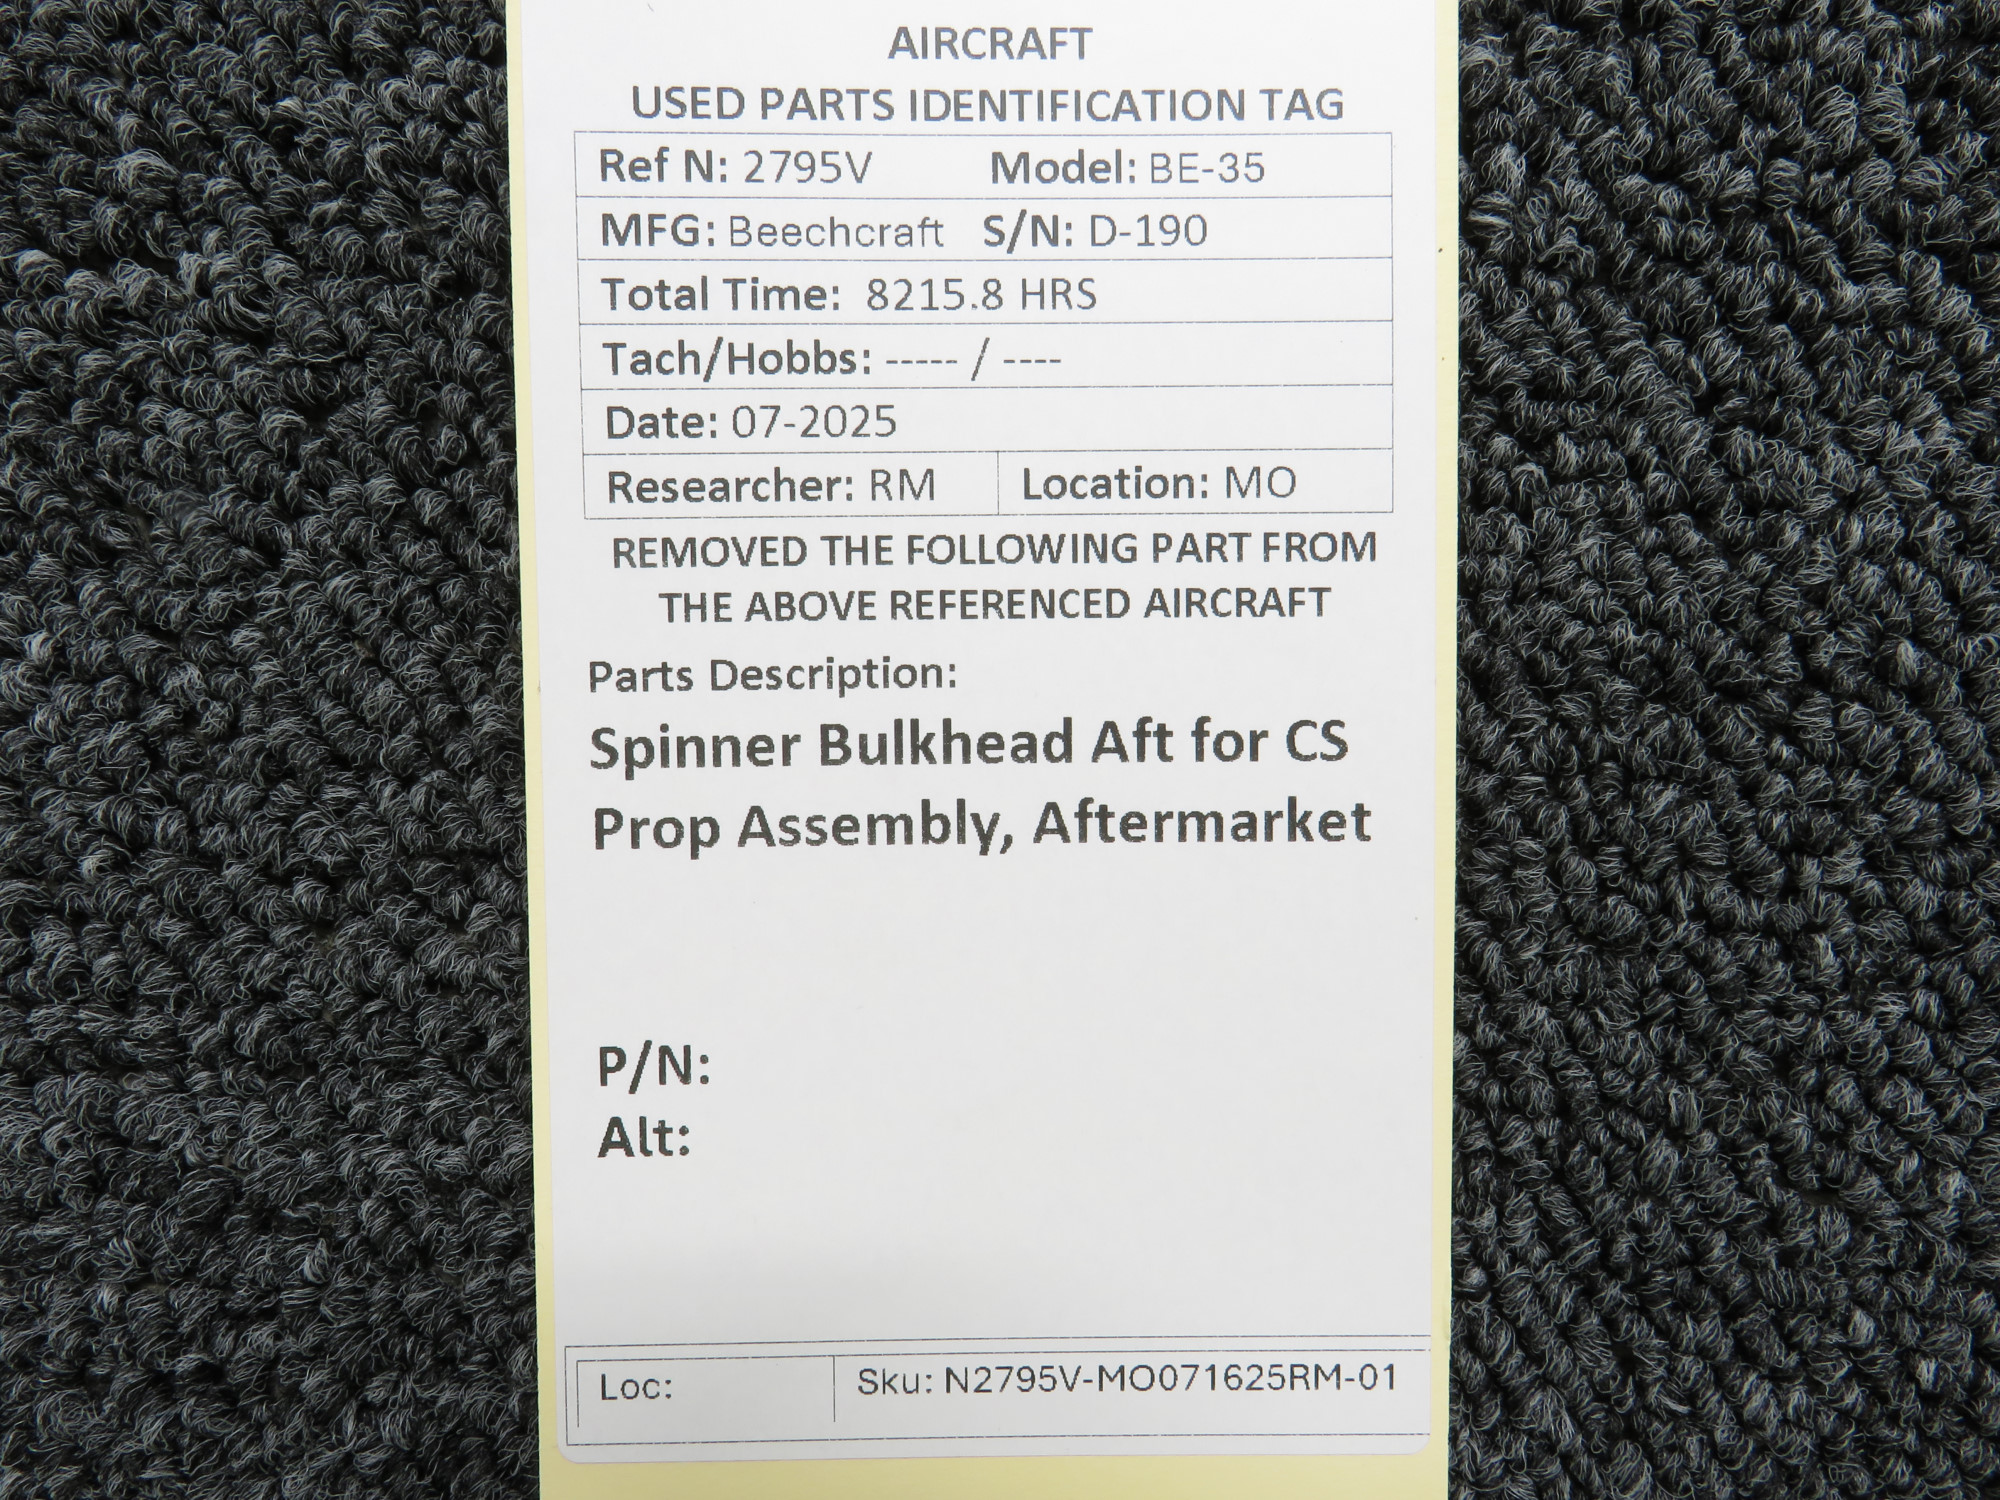 AIRCRAFT
USED PARTS IDENTIFICATION TAG
Ref N: 2795V Model: BE-35
MFG: Beechcraft S/N: D-190
Total Time: 8215.8 HRS
Tach/Hobbs: ----- / ----
Date: 07-2025
Researcher: RM Location: MO
REMOVED THE FOLLOWING PART FROM
THE ABOVE REFERENCED AIRCRAFT
Parts Description:
Spinner Bulkhead Aft for CS
Prop Assembly, Aftermarket
P/N:
Alt:
Loc: Sku: N2795V-MO071625RM-01